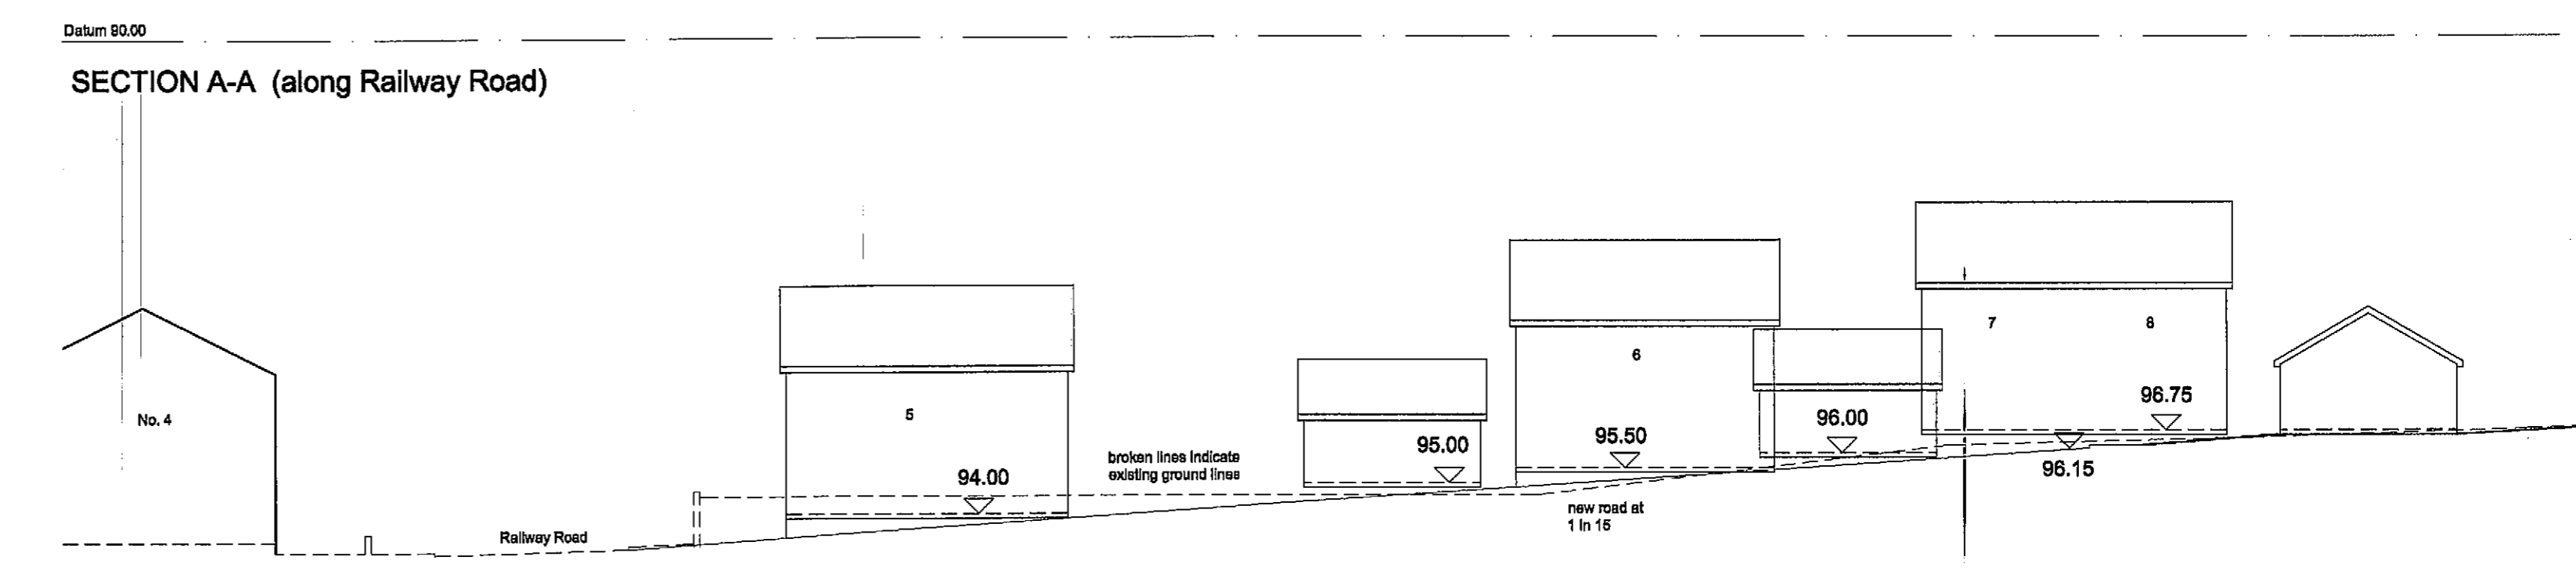 Datum 90.00
SECTION A-A (along Railway Road)
7
8
6
96.75
5
No. 4
96.00
95.50
95.00
broken lines indicate
existing ground lines
94.00
96.15
new road at
1 in 15
Railway Road